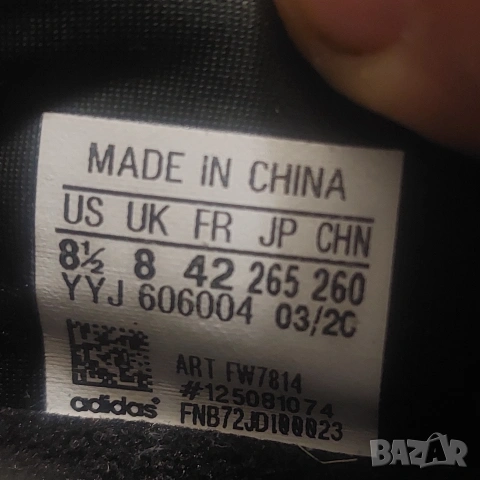 MADE IN CHINA
US UK FR JP CHN
8½ 8 42 265 260
YYJ 606004 03/20
ART FW7814
#125081074
adidas FNB72JD100023
BAZAR